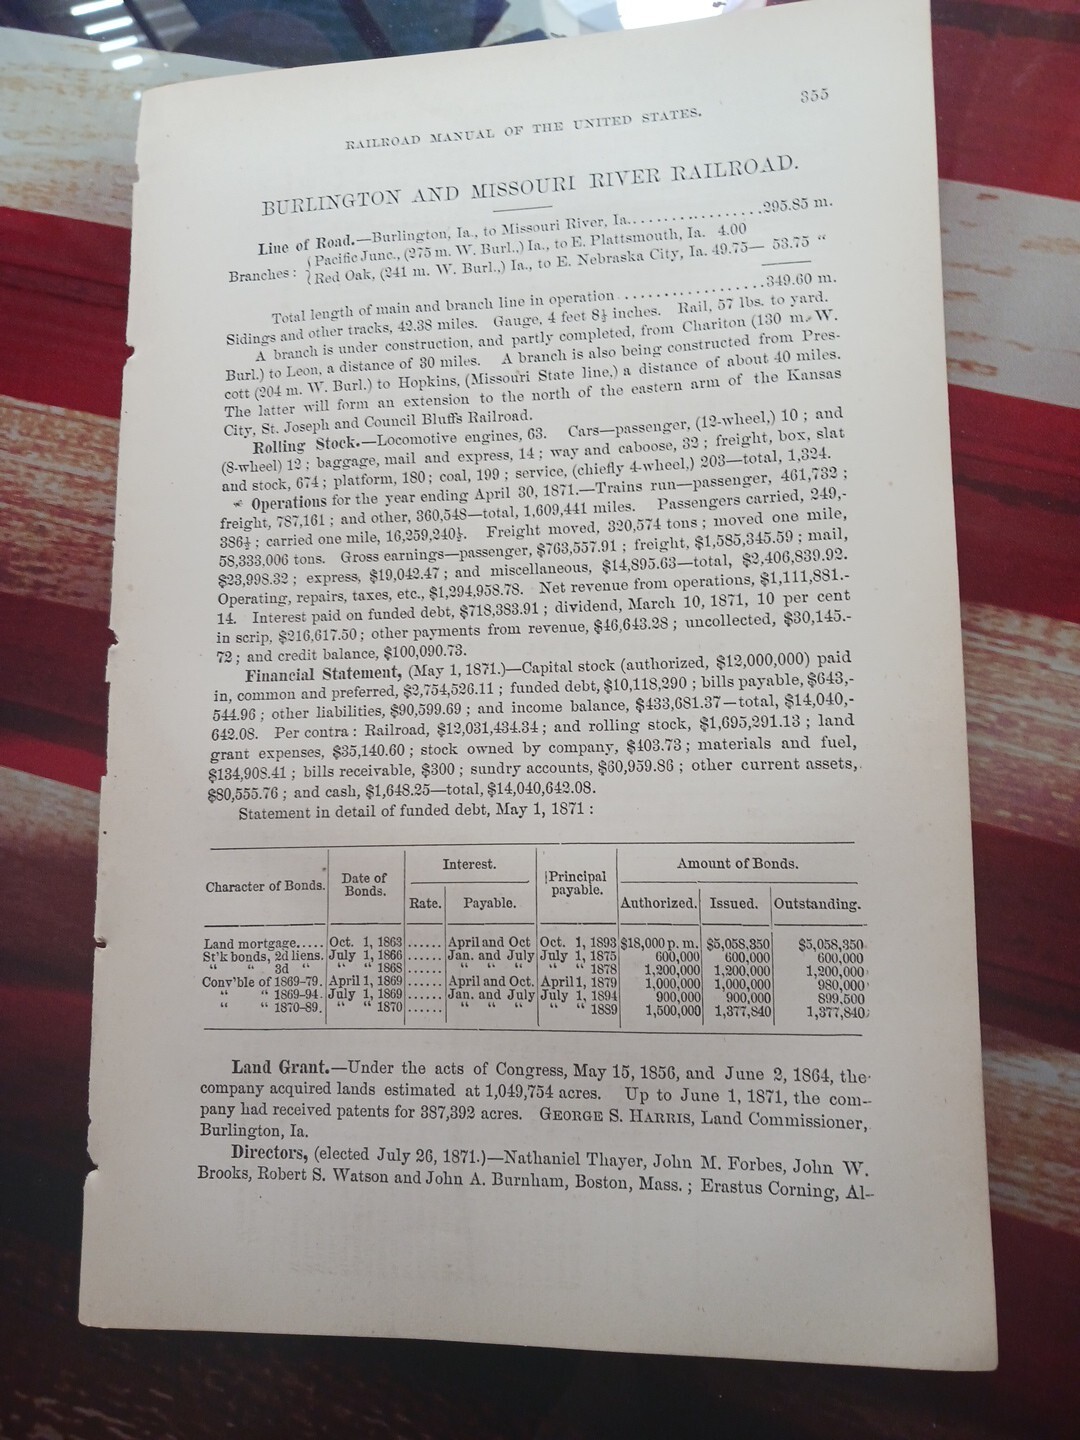 355
RAILROAD MANUAL OF THE UNITED STATES.
BURLINGTON AND MISSOURI RIVER RAILROAD.
Line of Road.—Burlington, Ia., to Missouri River, Ia..................295.85 m.
Branches: { Pacific Junc., (275 m. W. Burl.,) Ia., to E. Plattsmouth, Ia. 4.00
Red Oak, (241 m. W. Burl.,) Ia., to E. Nebraska City, Ia. 49.75— 53.75 “
Total length of main and branch line in operation..................349.60 m.
Sidings and other tracks, 42.38 miles. Gauge, 4 feet 8½ inches. Rail, 57 lbs. to yard.
A branch is under construction, and partly completed, from Chariton (130 m. W.
Burl.) to Leon, a distance of 30 miles. A branch is also being constructed from Pres-
cott (204 m. W. Burl.) to Hopkins, (Missouri State line,) a distance of about 40 miles.
The latter will form an extension to the north of the eastern arm of the Kansas
City, St. Joseph and Council Bluffs Railroad.
Rolling Stock.—Locomotive engines, 63. Cars—passenger, (12-wheel,) 10 ; and
(8-wheel) 12 ; baggage, mail and express, 14 ; way and caboose, 32 ; freight, box, slat
and stock, 674 ; platform, 180 ; coal, 199 ; service, (chiefly 4-wheel,) 203—total, 1,324.
Operations for the year ending April 30, 1871.—Trains run—passenger, 461,732 ;
freight, 787,161 ; and other, 360,548—total, 1,609,441 miles. Passengers carried, 249,-
386½ ; carried one mile, 16,259,240½. Freight moved, 320,574 tons ; moved one mile,
58,333,006 tons. Gross earnings—passenger, $763,557.91 ; freight, $1,585,345.59 ; mail,
$23,998.32 ; express, $19,042.47 ; and miscellaneous, $14,895.63—total, $2,406,839.92.
Operating, repairs, taxes, etc., $1,294,958.78. Net revenue from operations, $1,111,881.-
14. Interest paid on funded debt, $718,383.91 ; dividend, March 10, 1871, 10 per cent
in scrip, $216,617.50 ; other payments from revenue, $46,643.28 ; uncollected, $30,145.-
72 ; and credit balance, $100,090.73.
Financial Statement, (May 1, 1871.)—Capital stock (authorized, $12,000,000) paid
in, common and preferred, $2,754,526.11 ; funded debt, $10,118,290 ; bills payable, $643,-
544.96 ; other liabilities, $90,599.69 ; and income balance, $433,681.37—total, $14,040,-
642.08. Per contra : Railroad, $12,031,434.34 ; and rolling stock, $1,695,291.13 ; land
grant expenses, $35,140.60 ; stock owned by company, $403.73 ; materials and fuel,
$134,908.41 ; bills receivable, $300 ; sundry accounts, $60,959.86 ; other current assets,
$80,555.76 ; and cash, $1,648.25—total, $14,040,642.08.
Statement in detail of funded debt, May 1, 1871 :
Character of Bonds. Date of Bonds. Interest. Principal payable. Amount of Bonds.
Rate. Payable. Authorized. Issued. Outstanding.
Land mortgage..... Oct. 1, 1863 ...... April and Oct Oct. 1, 1893 $18,000 p. m. $5,058,350 $5,058,350
St'k bonds, 2d liens. July 1, 1866 ...... Jan. and July July 1, 1875 600,000 600,000 600,000
“ “ 3d “ “ “ 1868 ...... “ “ “ “ “ 1878 1,200,000 1,200,000 1,200,000
Conv'ble of 1869-79. April 1, 1869 ...... April and Oct. April 1, 1879 1,000,000 1,000,000 980,000
“ “ 1869-94. July 1, 1869 ...... Jan. and July July 1, 1894 900,000 900,000 899,500
“ “ 1870-89. “ “ 1870 ...... “ “ “ “ “ 1889 1,500,000 1,377,840 1,377,840
Land Grant.—Under the acts of Congress, May 15, 1856, and June 2, 1864, the
company acquired lands estimated at 1,049,754 acres. Up to June 1, 1871, the com-
pany had received patents for 387,392 acres. GEORGE S. HARRIS, Land Commissioner,
Burlington, Ia.
Directors, (elected July 26, 1871.)—Nathaniel Thayer, John M. Forbes, John W.
Brooks, Robert S. Watson and John A. Burnham, Boston, Mass. ; Erastus Corning, Al-